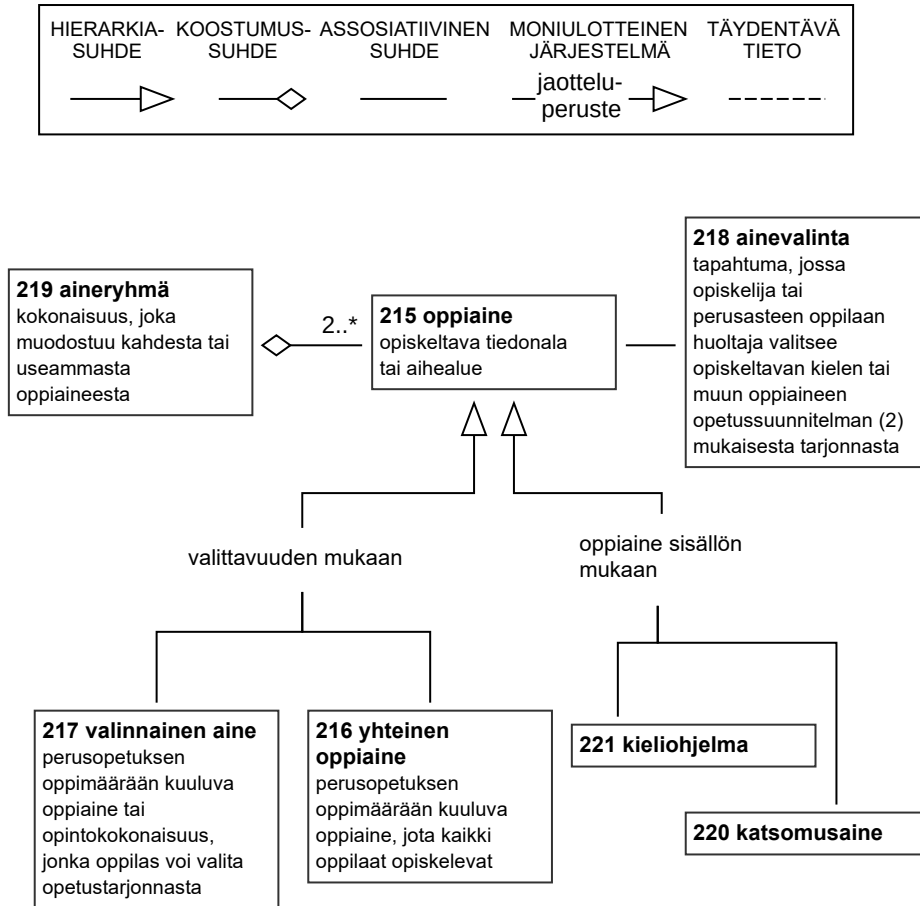 HIERARKIA-
SUHDE
KOOSTUMUS-
SUHDE
ASSOSIATIIVINEN
SUHDE
MONIULOTTEINEN
JÄRJESTELMÄ
TÄYDENTÄVÄ
TIETO
jaottelu-
peruste
219 aineryhmä
kokonaisuus, joka
muodostuu kahdesta tai
useammasta
oppiaineesta
2..*
215 oppiaine
opiskeltava tiedonala
tai aihealue
218 ainevalinta
tapahtuma, jossa
opiskelija tai
perusasteen oppilaan
huoltaja valitsee
opiskeltavan kielen tai
muun oppiaineen
opetussuunnitelman (2)
mukaisesta tarjonnasta
valittavuuden mukaan
oppiaine sisällön
mukaan
217 valinnainen aine
perusopetuksen
oppimäärään kuuluva
oppiaine tai
opintokokonaisuus,
jonka oppilas voi valita
opetustarjonnasta
216 yhteinen
oppiaine
perusopetuksen
oppimäärään kuuluva
oppiaine, jota kaikki
oppilaat opiskelevat
221 kieliohjelma
220 katsomusaine